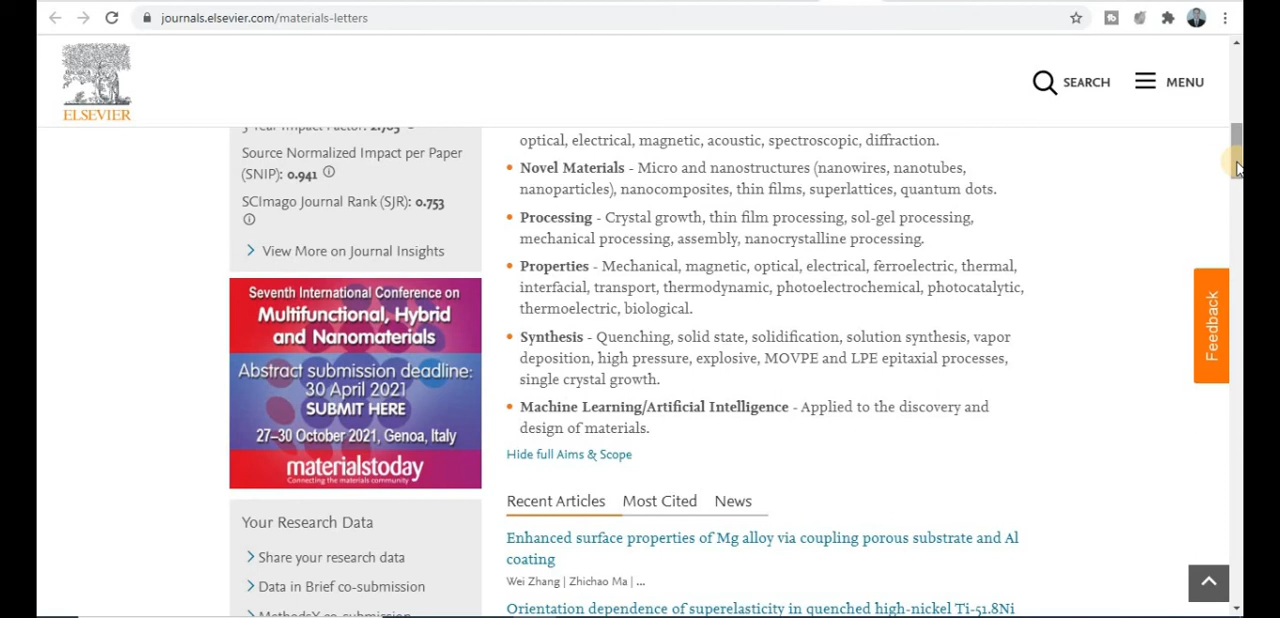 journals.elsevier.com/materials-letters
ELSEVIER
SEARCH
MENU
Source Normalized Impact per Paper
(SNIP): 0.941
SCImago Journal Rank (SJR): 0.753
View More on Journal Insights
Seventh International Conference on
Multifunctional, Hybrid
and Nanomaterials
Abstract submission deadline:
30 April 2021
SUBMIT HERE
27–30 October 2021, Genoa, Italy
materialstoday
Connecting the materials community
Your Research Data
Share your research data
Data in Brief co-submission
MethodsX co-submission
optical, electrical, magnetic, acoustic, spectroscopic, diffraction.
Novel Materials - Micro and nanostructures (nanowires, nanotubes,
nanoparticles), nanocomposites, thin films, superlattices, quantum dots.
Processing - Crystal growth, thin film processing, sol-gel processing,
mechanical processing, assembly, nanocrystalline processing.
Properties - Mechanical, magnetic, optical, electrical, ferroelectric, thermal,
interfacial, transport, thermodynamic, photoelectrochemical, photocatalytic,
thermoelectric, biological.
Synthesis - Quenching, solid state, solidification, solution synthesis, vapor
deposition, high pressure, explosive, MOVPE and LPE epitaxial processes,
single crystal growth.
Machine Learning/Artificial Intelligence - Applied to the discovery and
design of materials.
Hide full Aims & Scope
Recent Articles Most Cited News
Enhanced surface properties of Mg alloy via coupling porous substrate and Al
coating
Wei Zhang | Zhichao Ma | ...
Orientation dependence of superelasticity in quenched high-nickel Ti-51.8Ni
Feedback